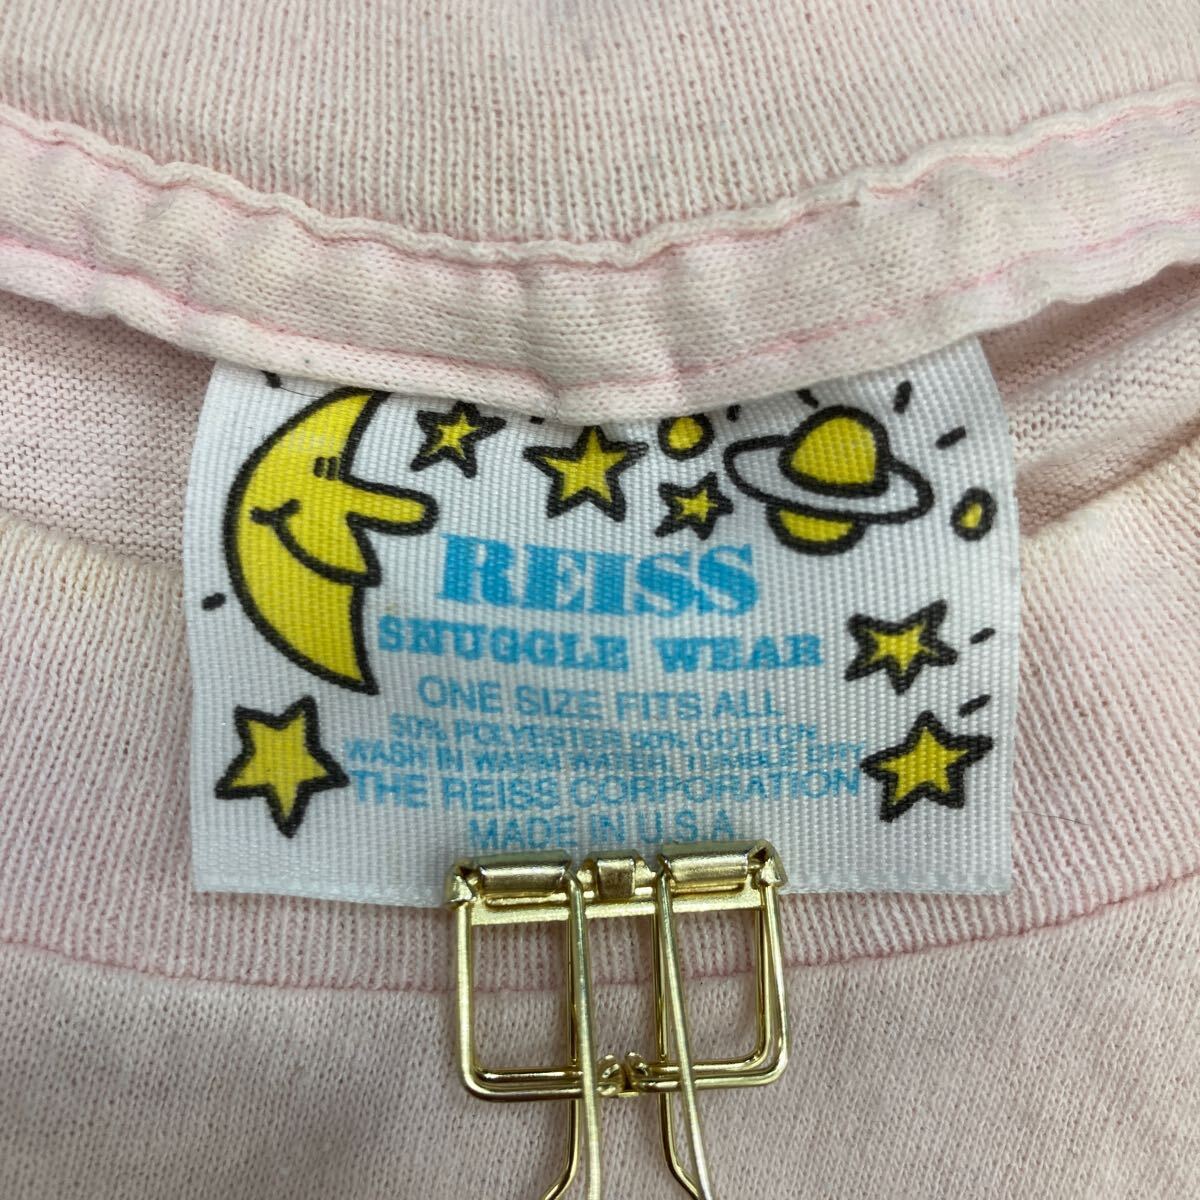 REISS
SNUGGLE WEAR
ONE SIZE FITS ALL
50% POLYESTER 50% COTTON
WASH IN WARM WATER, TUMBLE DRY
THE REISS CORPORATION
MADE IN U.S.A.